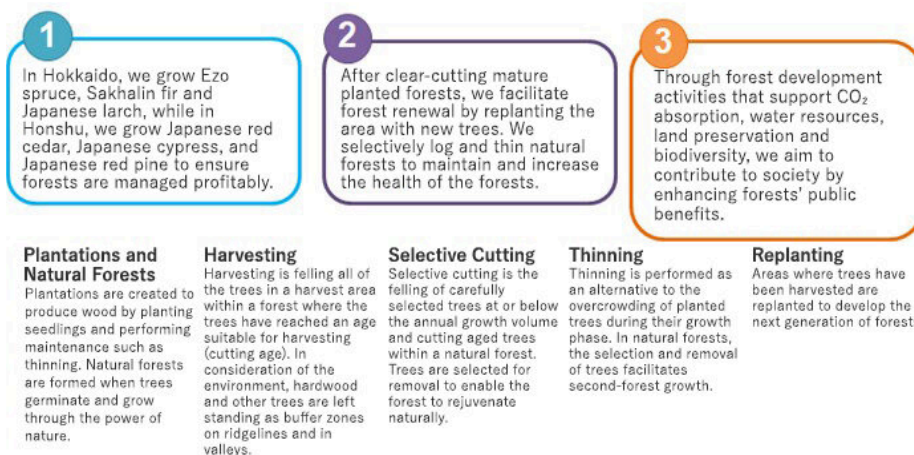 1
In Hokkaido, we grow Ezo
spruce, Sakhalin fir and
Japanese larch, while in
Honshu, we grow Japanese red
cedar, Japanese cypress, and
Japanese red pine to ensure
forests are managed profitably.
2
After clear-cutting mature
planted forests, we facilitate
forest renewal by replanting the
area with new trees. We
selectively log and thin natural
forests to maintain and increase
the health of the forests.
3
Through forest development
activities that support CO₂
absorption, water resources,
land preservation and
biodiversity, we aim to
contribute to society by
enhancing forests' public
benefits.
Plantations and
Natural Forests
Plantations are created to
produce wood by planting
seedlings and performing
maintenance such as
thinning. Natural forests
are formed when trees
germinate and grow
through the power of
nature.
Harvesting
Harvesting is felling all of
the trees in a harvest area
within a forest where the
trees have reached an age
suitable for harvesting
(cutting age). In
consideration of the
environment, hardwood
and other trees are left
standing as buffer zones
on ridgelines and in
valleys.
Selective Cutting
Selective cutting is the
felling of carefully
selected trees at or below
the annual growth volume
and cutting aged trees
within a natural forest.
Trees are selected for
removal to enable the
forest to rejuvenate
naturally.
Thinning
Thinning is performed as
an alternative to the
overcrowding of planted
trees during their growth
phase. In natural forests,
the selection and removal
of trees facilitates
second-forest growth.
Replanting
Areas where trees have
been harvested are
replanted to develop the
next generation of forest